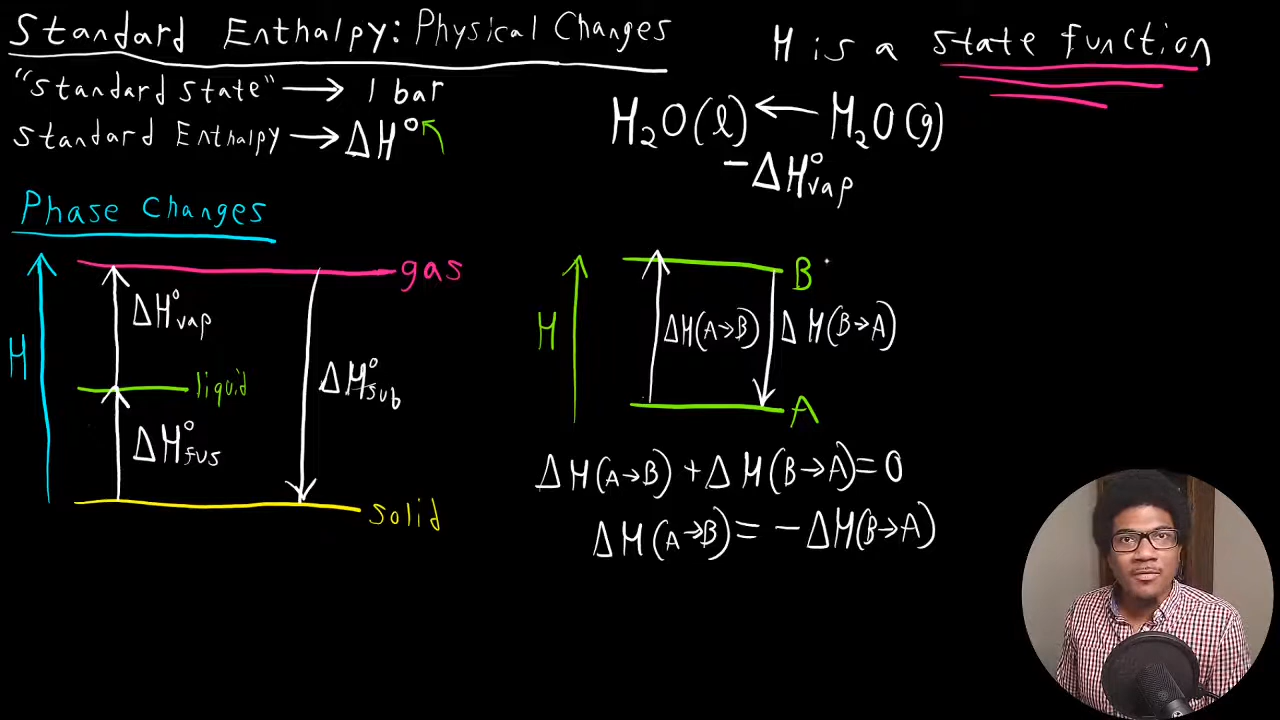 Standard Enthalpy: Physical Changes
"Standard State" → 1 bar
Standard Enthalpy → ΔH°
H is a state function
H₂O(l) ← H₂O(g)
-ΔH°vap
Phase Changes
H
gas
ΔH°vap
liquid
ΔH°sub
ΔH°fus
solid
H
B
ΔH(A→B)
ΔH(B→A)
A
ΔH(A→B) + ΔH(B→A) = 0
ΔH(A→B) = -ΔH(B→A)